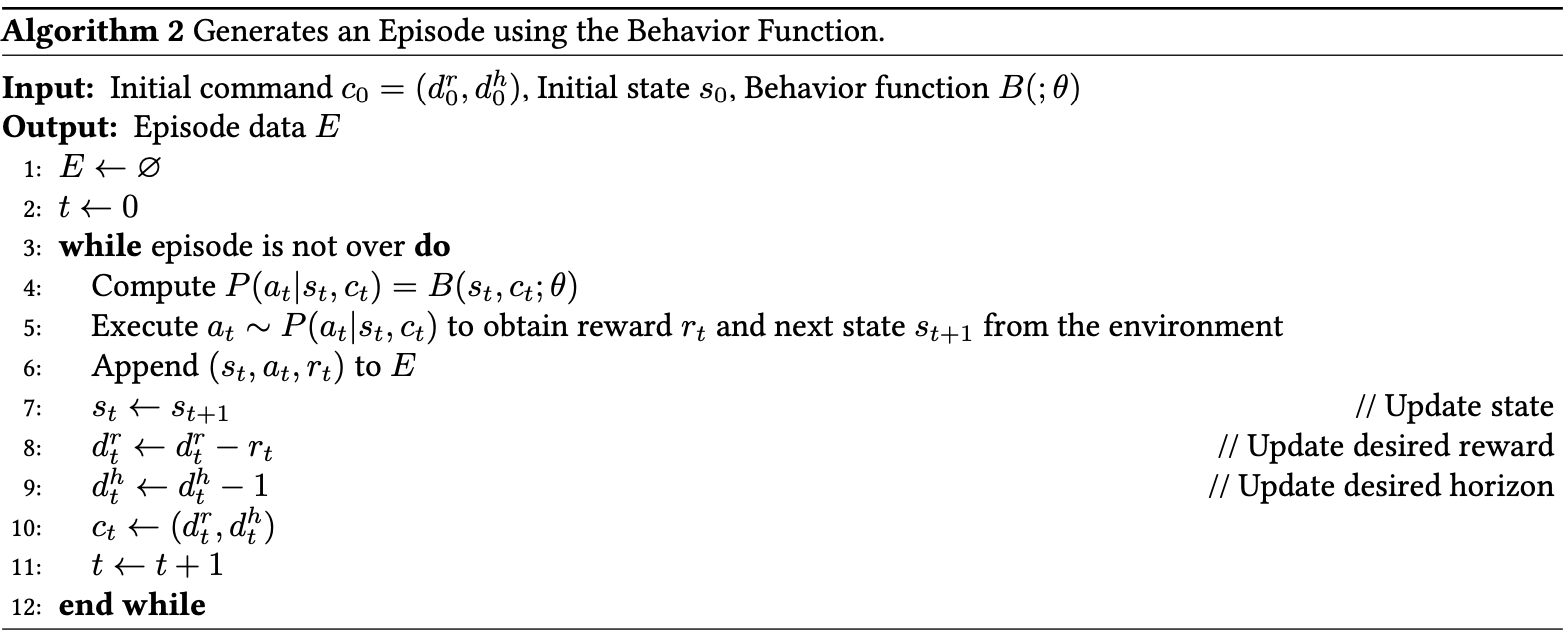 Algorithm 2 Generates an Episode using the Behavior Function.
Input: Initial command $c_0 = (d_0^r, d_0^h)$, Initial state $s_0$, Behavior function $B(; \theta)$
Output: Episode data $E$
1: $E \leftarrow \varnothing$
2: $t \leftarrow 0$
3: while episode is not over do
4: Compute $P(a_t|s_t, c_t) = B(s_t, c_t; \theta)$
5: Execute $a_t \sim P(a_t|s_t, c_t)$ to obtain reward $r_t$ and next state $s_{t+1}$ from the environment
6: Append $(s_t, a_t, r_t)$ to $E$
7: $s_t \leftarrow s_{t+1}$ // Update state
8: $d_t^r \leftarrow d_t^r - r_t$ // Update desired reward
9: $d_t^h \leftarrow d_t^h - 1$ // Update desired horizon
10: $c_t \leftarrow (d_t^r, d_t^h)$
11: $t \leftarrow t + 1$
12: end while